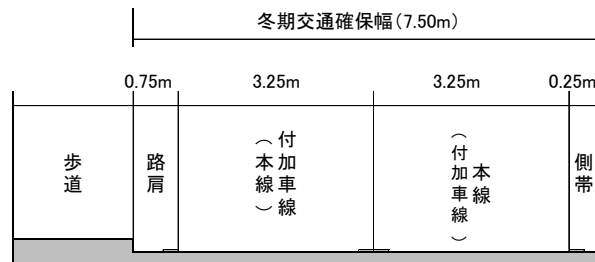 冬期交通確保幅（7.50m）
0.75m
3.25m
3.25m
0.25m
歩道
路肩
付加車線
（本線）
本線
（付加車線）
側帯